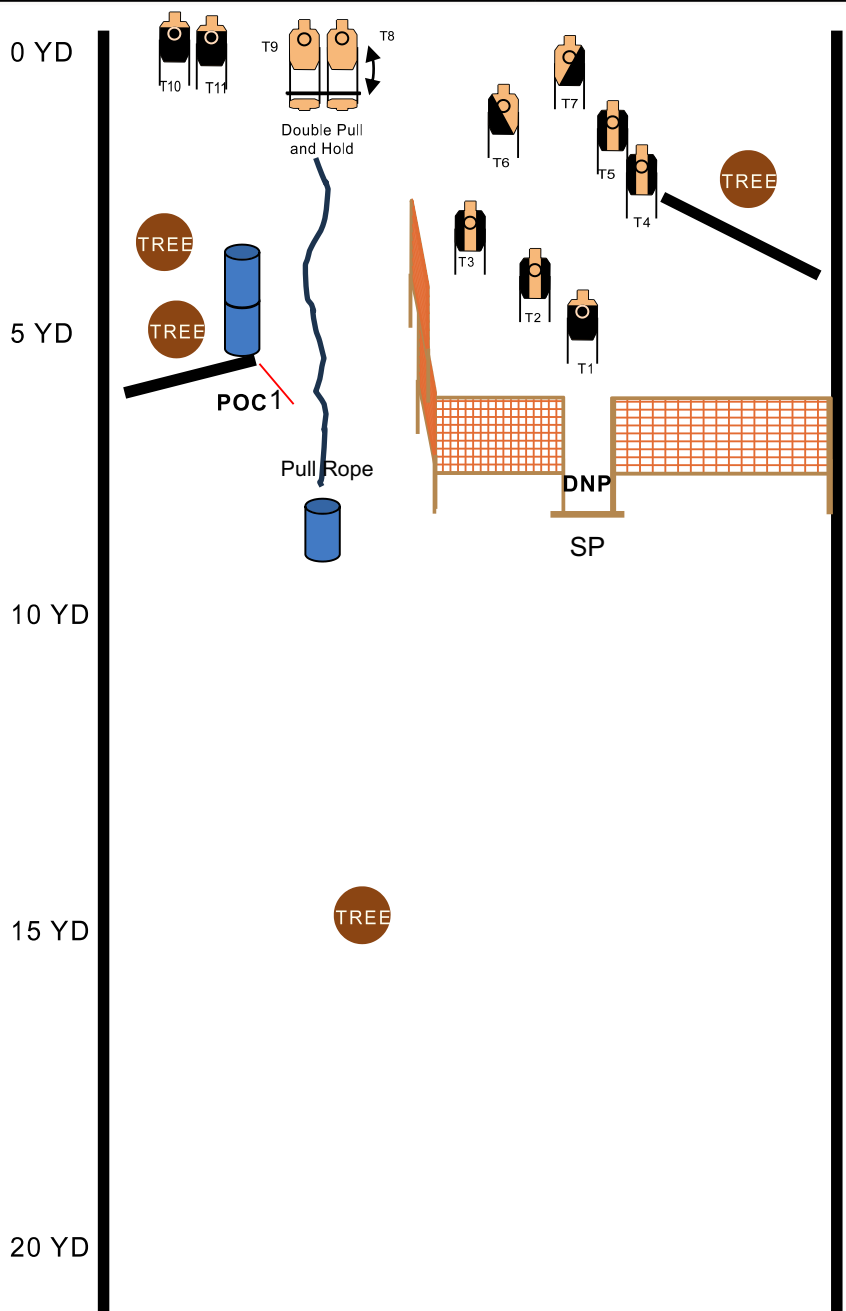 0 YD
T10
T11
T9
T8
T7
Double Pull
and Hold
T6
T5
TREE
T4
TREE
T3
T2
TREE
5 YD
T1
POC 1
Pull Rope
DNP
SP
10 YD
TREE
15 YD
20 YD